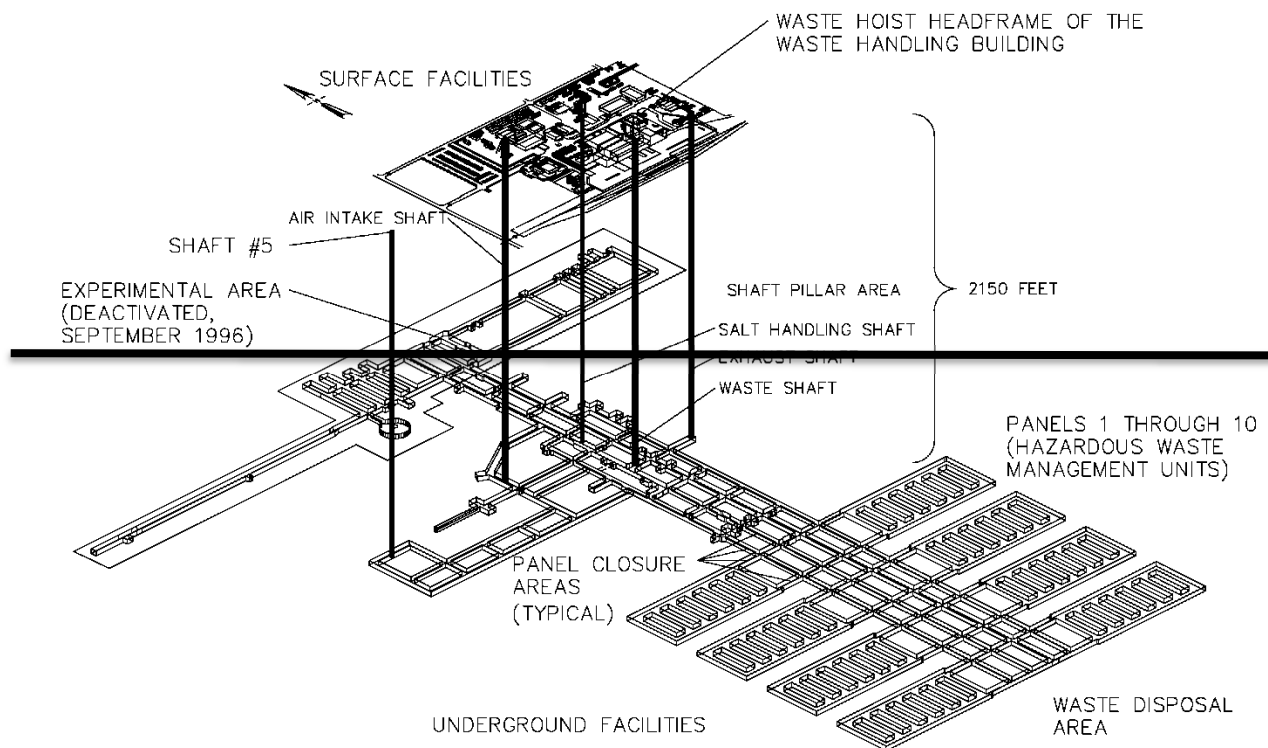 WASTE HOIST HEADFRAME OF THE
WASTE HANDLING BUILDING
SURFACE FACILITIES
AIR INTAKE SHAFT
SHAFT #5
EXPERIMENTAL AREA
(DEACTIVATED,
SEPTEMBER 1996)
SHAFT PILLAR AREA
2150 FEET
SALT HANDLING SHAFT
EXHAUST SHAFT
WASTE SHAFT
PANELS 1 THROUGH 10
(HAZARDOUS WASTE
MANAGEMENT UNITS)
PANEL CLOSURE
AREAS
(TYPICAL)
UNDERGROUND FACILITIES
WASTE DISPOSAL
AREA